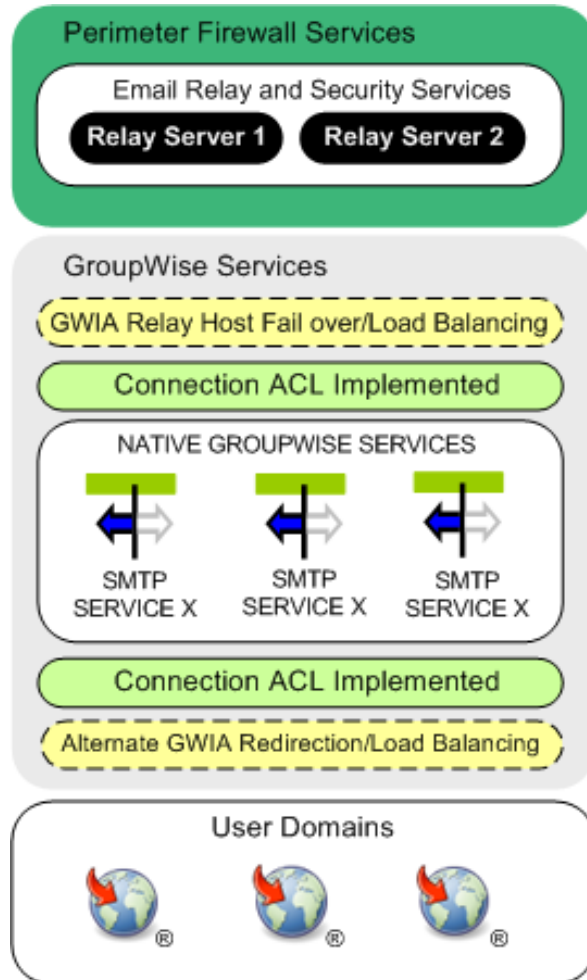 Perimeter Firewall Services
Email Relay and Security Services
Relay Server 1 Relay Server 2
GroupWise Services
GWIA Relay Host Fail over/Load Balancing
Connection ACL Implemented
NATIVE GROUPWISE SERVICES
SMTP SMTP SMTP
SERVICE X SERVICE X SERVICE X
Connection ACL Implemented
Alternate GWIA Redirection/Load Balancing
User Domains
® ® ®